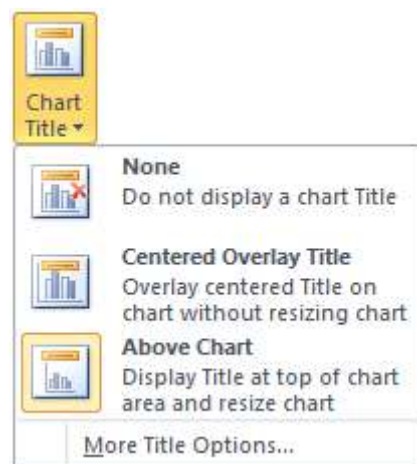 Chart
Title
None
Do not display a chart Title
Centered Overlay Title
Overlay centered Title on
chart without resizing chart
Above Chart
Display Title at top of chart
area and resize chart
More Title Options...